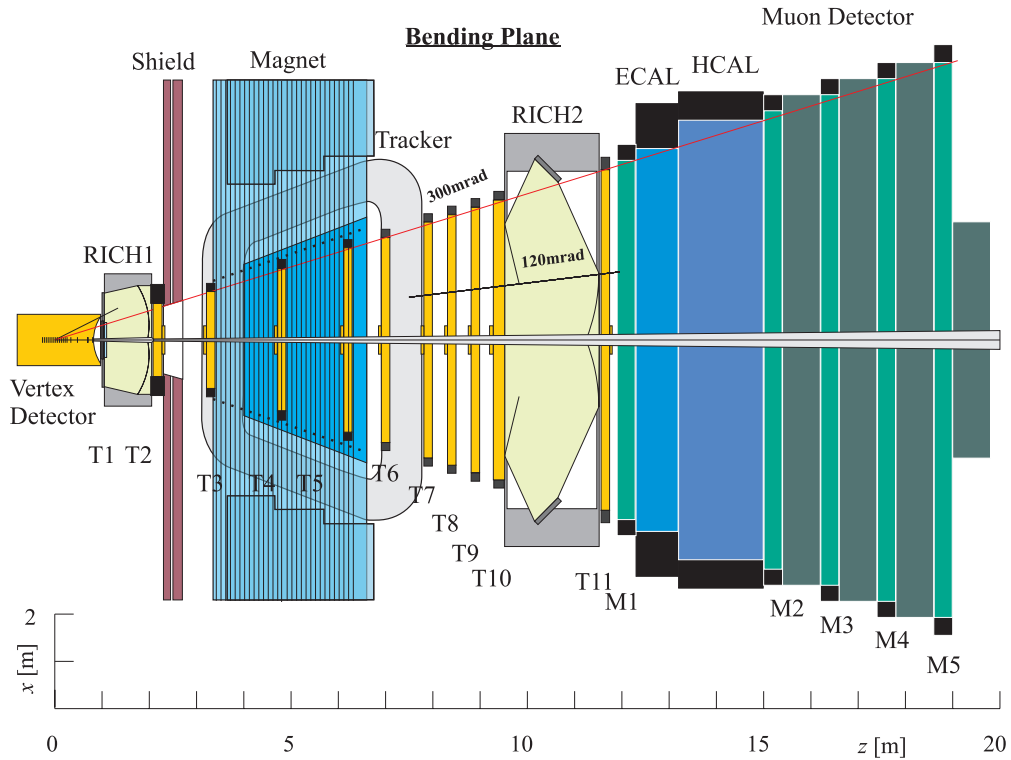 Muon Detector
Bending Plane
Shield
Magnet
ECAL
HCAL
RICH2
Tracker
300mrad
120mrad
RICH1
Vertex
Detector
T1 T2
T3
T4
T5
T6
T7
T8
T9
T10
T11
M1
M2
M3
M4
M5
2
x [m]
0
5
10
15
20
z [m]